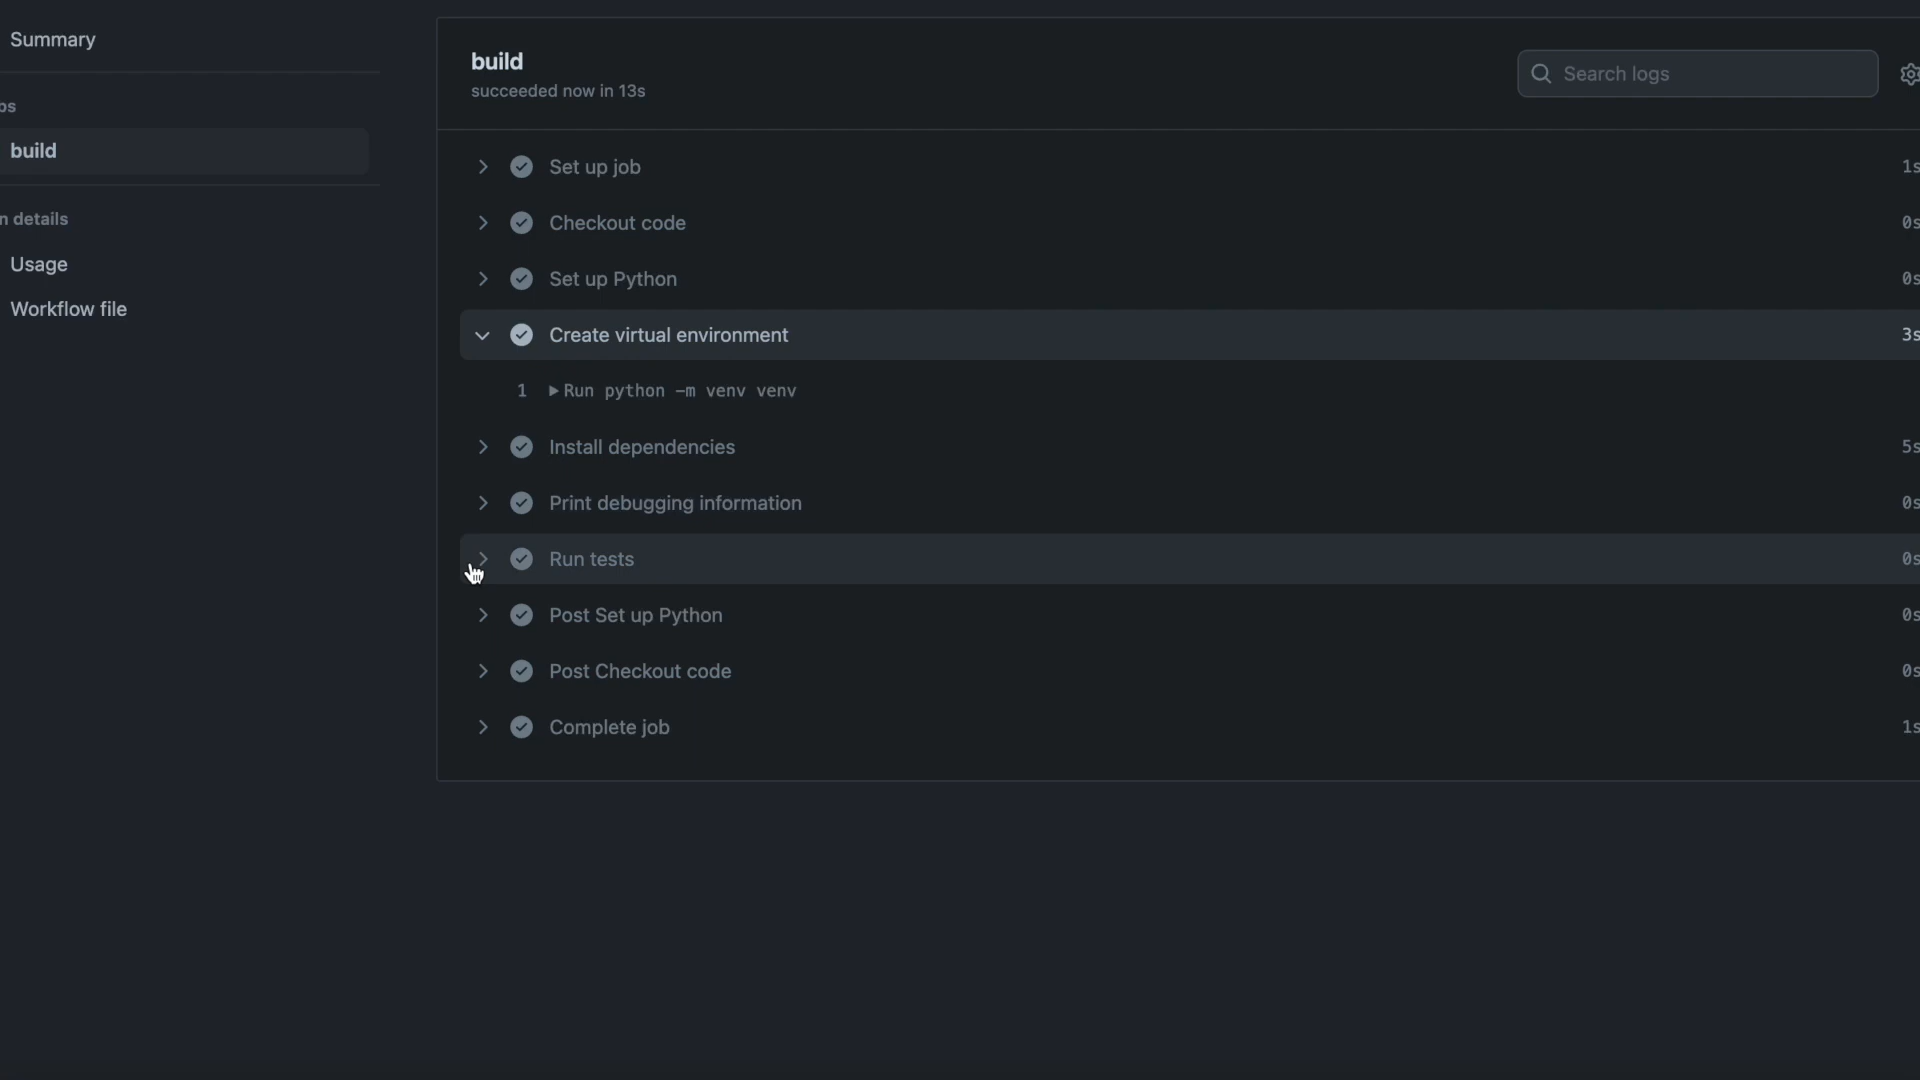 Summary
bs
build
n details
Usage
Workflow file
build
succeeded now in 13s
Search logs
Set up job 1s
Checkout code 0s
Set up Python 0s
Create virtual environment 3s
1 ▶Run python -m venv venv
Install dependencies 5s
Print debugging information 0s
Run tests 0s
Post Set up Python 0s
Post Checkout code 0s
Complete job 1s